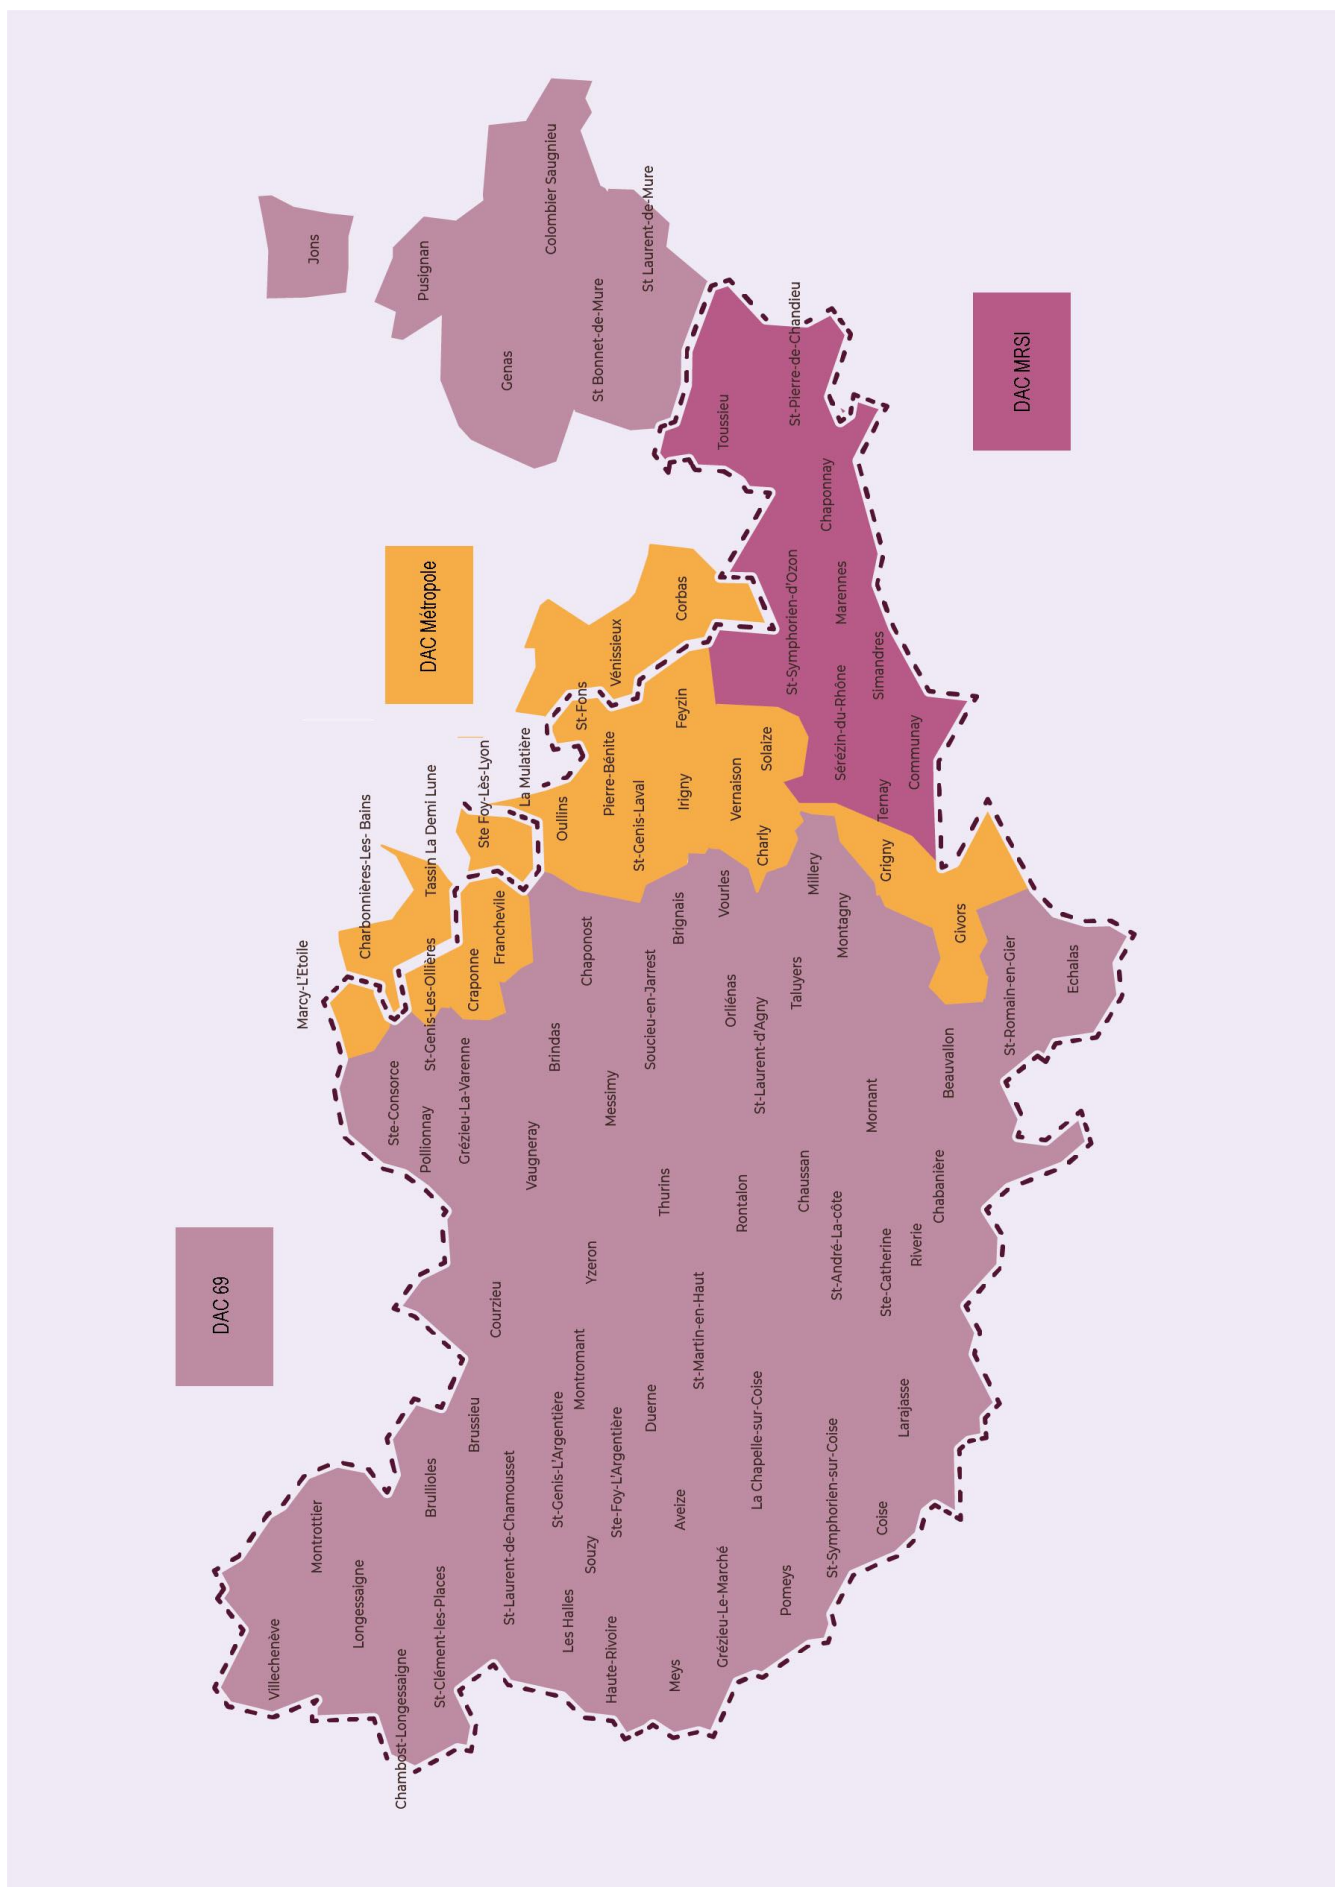 DAC 69
DAC Métropole
DAC MRSI
Villechenève
Montrottier
Longessaigne
Chambost-Longessaigne
St-Clément-les-Places
Brullioles
Brussieu
St-Laurent-de-Chamousset
Courzieu
St-Genis-L'Argentière
Montromant
Les Halles
Souzy
Yzeron
Haute-Rivoire
Ste-Foy-L'Argentière
Duerne
Meys
Aveize
St-Martin-en-Haut
Grézieu-Le-Marché
La Chapelle-sur-Coise
Pomeys
St-Symphorien-sur-Coise
Coise
Larajasse
Ste-Catherine
Riverie
St-André-La-côte
Chabanière
Chaussan
Rontalon
Thurins
Vaugneray
Pollionnay
Ste-Consorce
Grézieu-La-Varenne
Brindas
Messimy
Soucieu-en-Jarrest
Orliénas
St-Laurent-d'Agny
Taluyers
Mornant
Beauvallon
St-Romain-en-Gier
Echalas
Montagny
Millery
Vourles
Brignais
Chaponost
Marcy-L'Etoile
Charbonnières-Les- Bains
Tassin La Demi Lune
St-Genis-Les-Ollières
Craponne
Franchevile
Ste Foy-Lès-Lyon
La Mulatière
Oullins
Pierre-Bénite
St-Genis-Laval
Irigny
Vernaison
Charly
Solaize
Feyzin
St-Fons
Vénissieux
Corbas
Grigny
Givors
Ternay
Communay
Sérézin-du-Rhône
Simandres
St-Symphorien-d'Ozon
Marennes
Chaponnay
Toussieu
St-Pierre-de-Chandieu
Genas
St Bonnet-de-Mure
St Laurent-de-Mure
Colombier Saugnieu
Pusignan
Jons